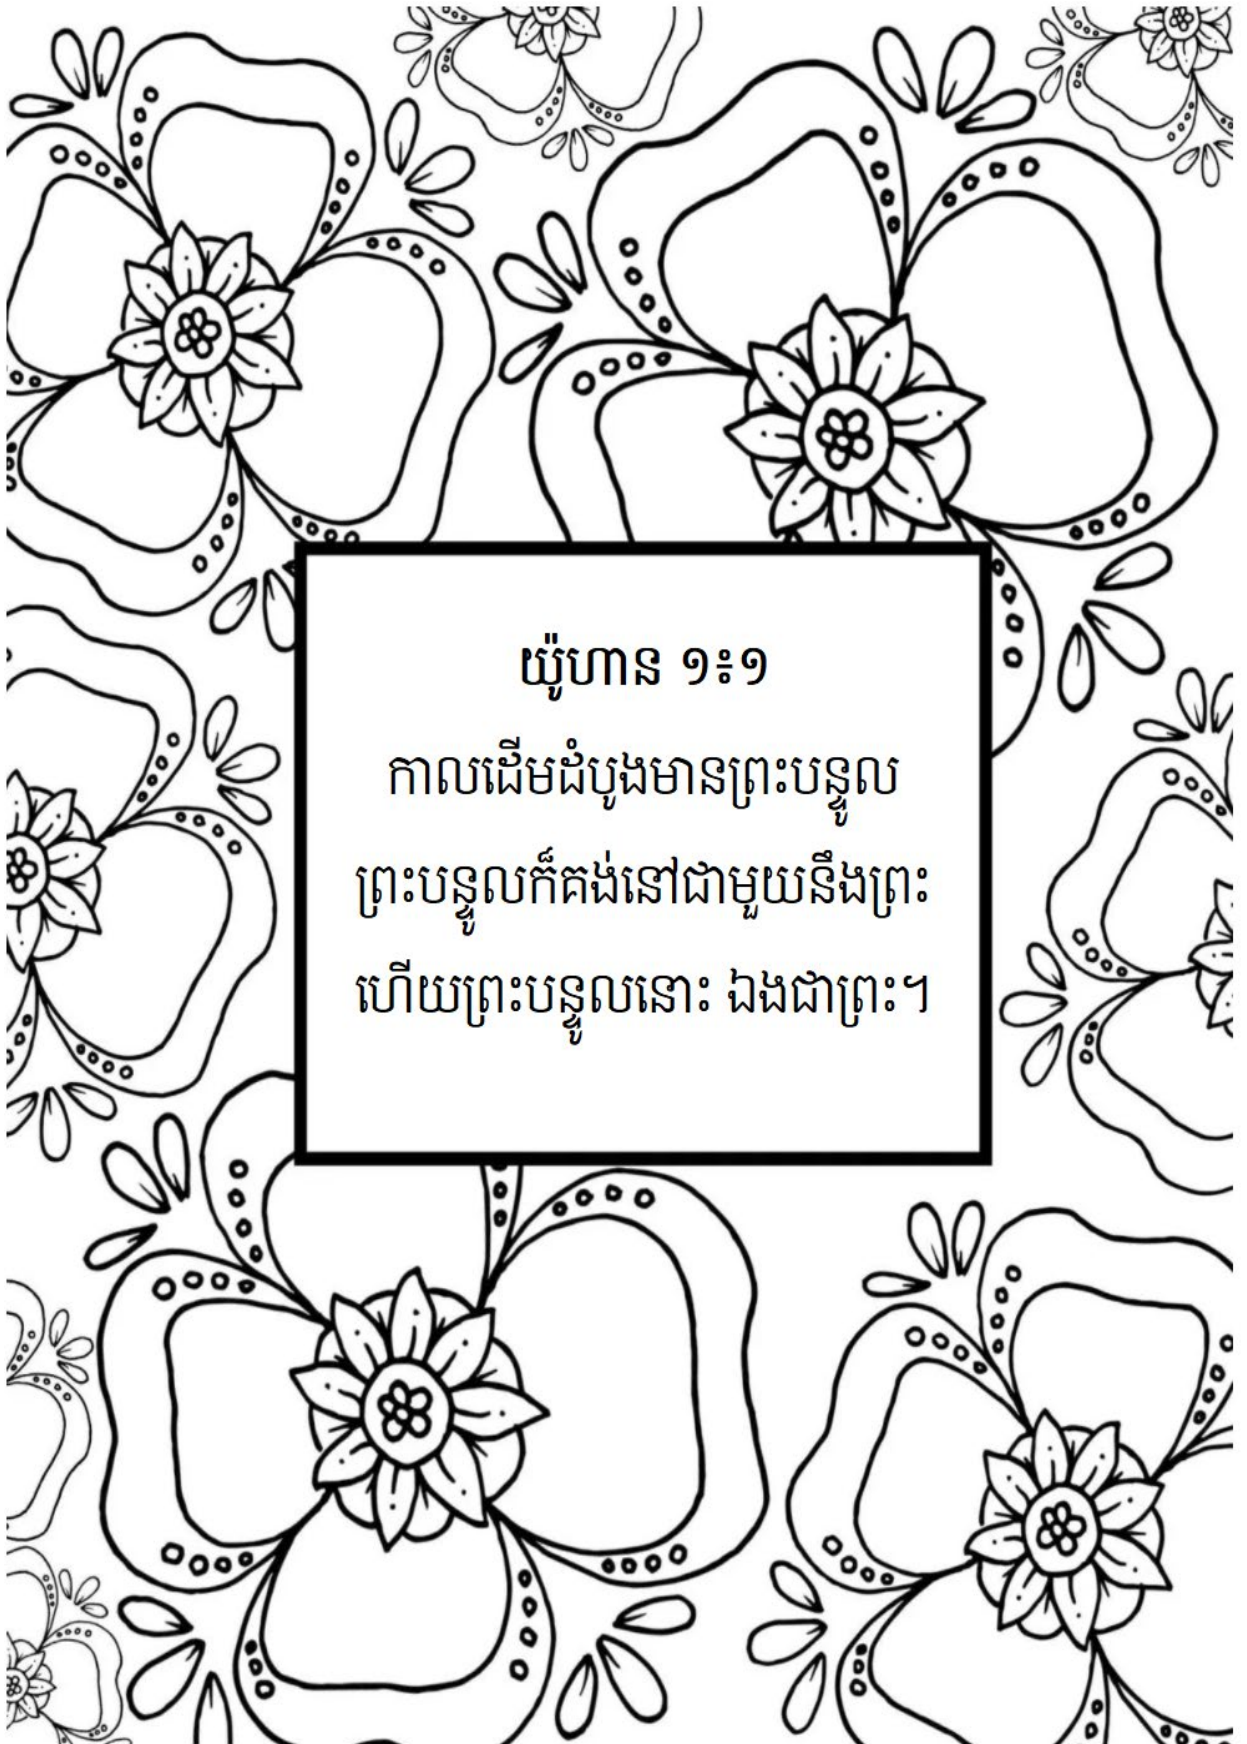 យ៉ូហាន ១៖១
កាលដើមដំបូងមានព្រះបន្ទូល
ព្រះបន្ទូលក៏គង់នៅជាមួយនឹងព្រះ
ហើយព្រះបន្ទូលនោះ ឯងជាព្រះ។